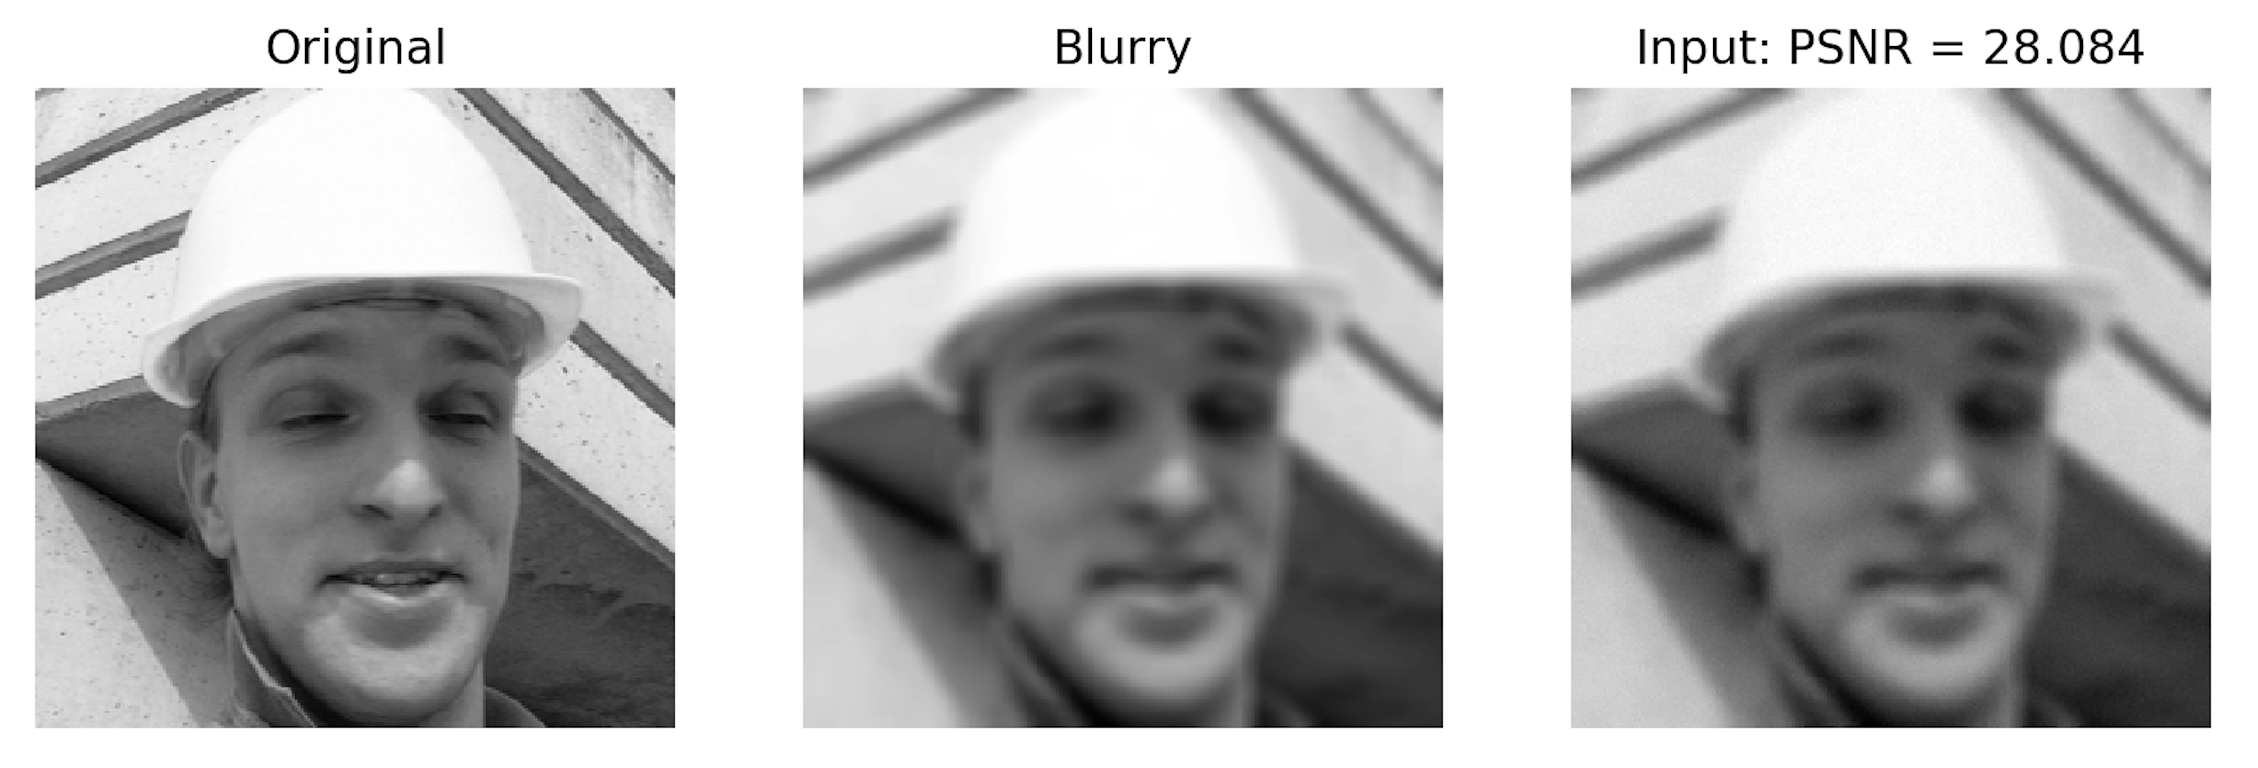 Original
Blurry
Input: PSNR = 28.084